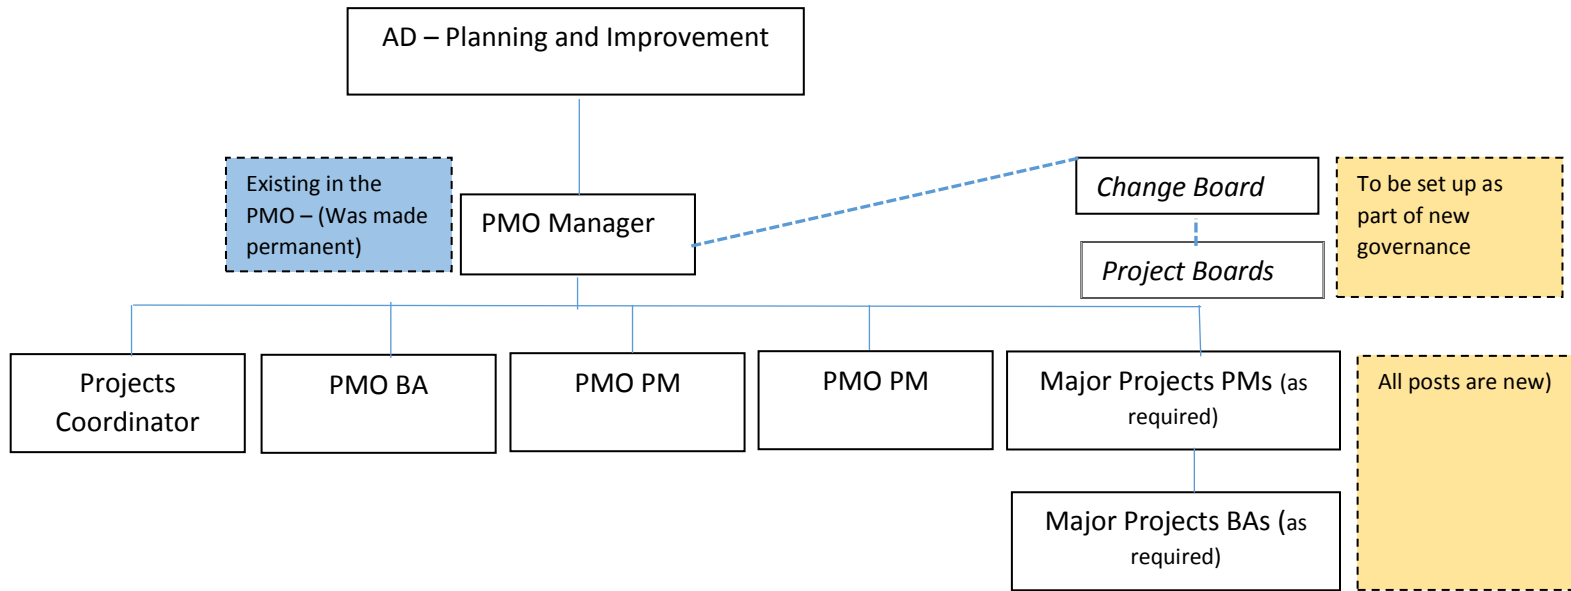 AD – Planning and Improvement
Existing in the
PMO – (Was made
permanent)
PMO Manager
Change Board
Project Boards
To be set up as
part of new
governance
Projects
Coordinator
PMO BA
PMO PM
PMO PM
Major Projects PMs (as
required)
All posts are new)
Major Projects BAs (as
required)